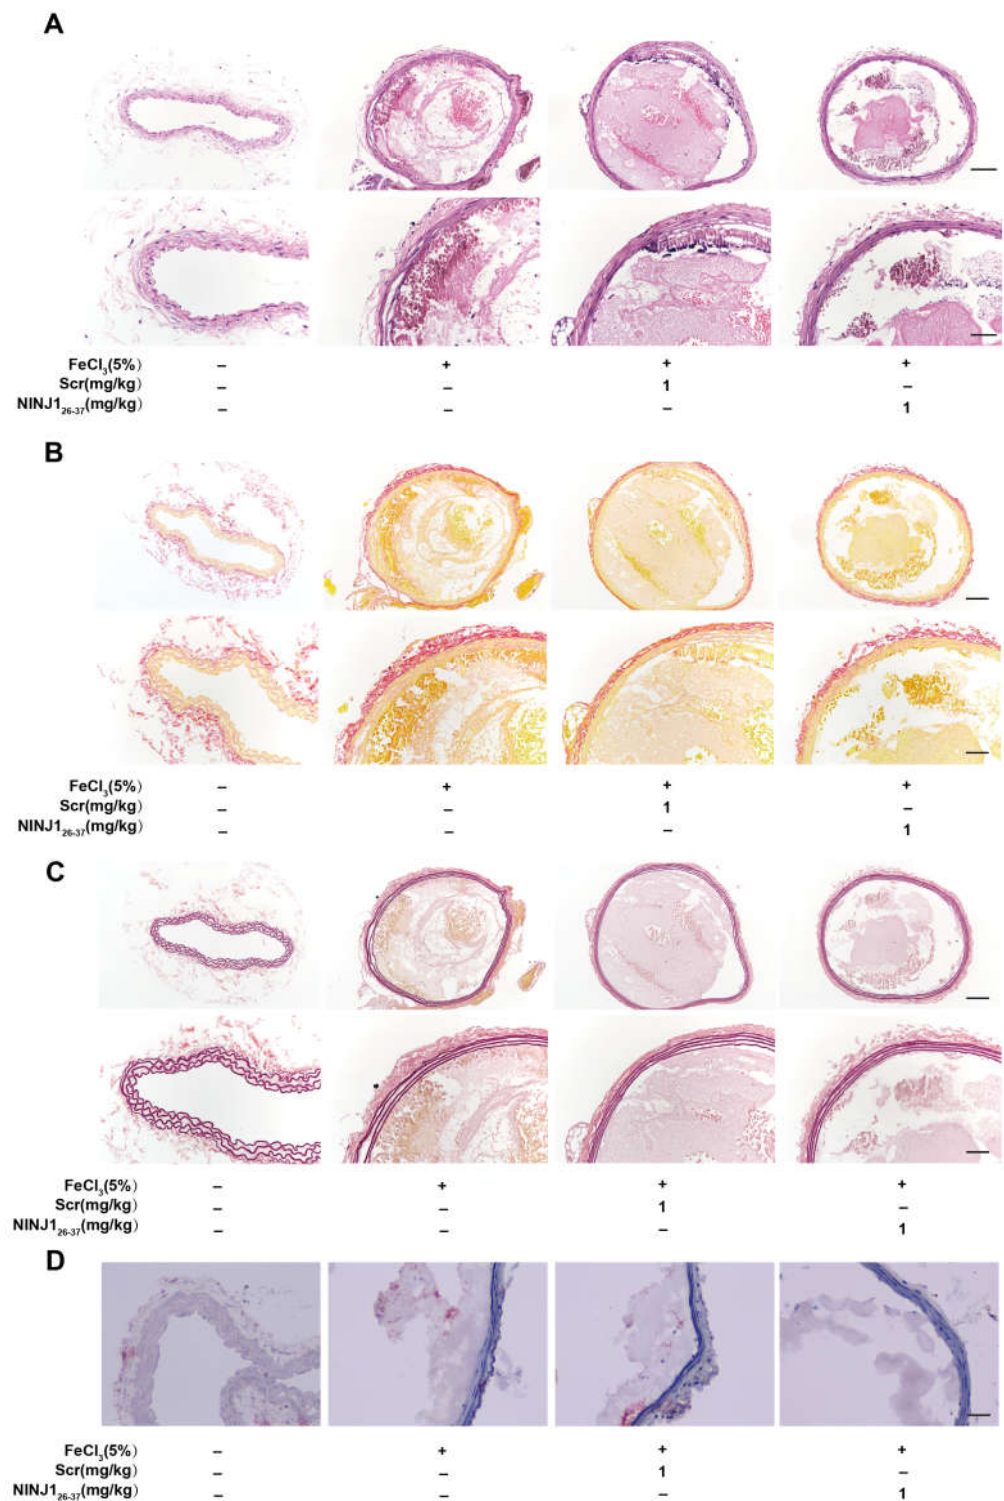 A
FeCl₃(5%) – + + +
Scr(mg/kg) – – 1 –
NINJ1₂₆₋₃₇(mg/kg) – – – 1
B
FeCl₃(5%) – + + +
Scr(mg/kg) – – 1 –
NINJ1₂₆₋₃₇(mg/kg) – – – 1
C
FeCl₃(5%) – + + +
Scr(mg/kg) – – 1 –
NINJ1₂₆₋₃₇(mg/kg) – – – 1
D
FeCl₃(5%) – + + +
Scr(mg/kg) – – 1 –
NINJ1₂₆₋₃₇(mg/kg) – – – 1